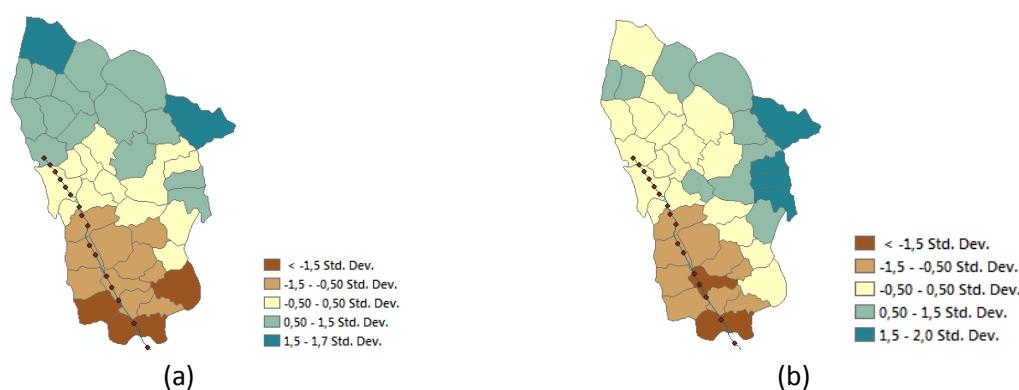 < -1,5 Std. Dev.
-1,5 - -0,50 Std. Dev.
-0,50 - 0,50 Std. Dev.
0,50 - 1,5 Std. Dev.
1,5 - 1,7 Std. Dev.
(a)
< -1,5 Std. Dev.
-1,5 - -0,50 Std. Dev.
-0,50 - 0,50 Std. Dev.
0,50 - 1,5 Std. Dev.
1,5 - 2,0 Std. Dev.
(b)